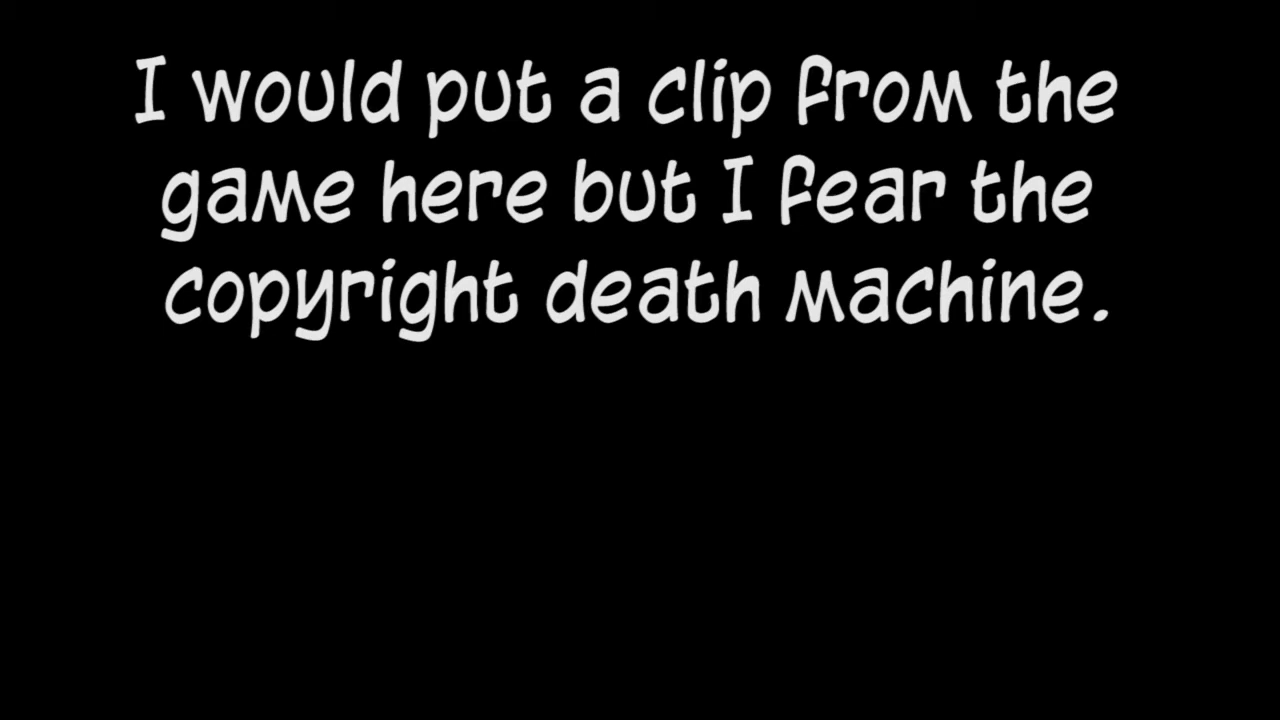 I would put a clip from the
game here but I fear the
copyright death machine.